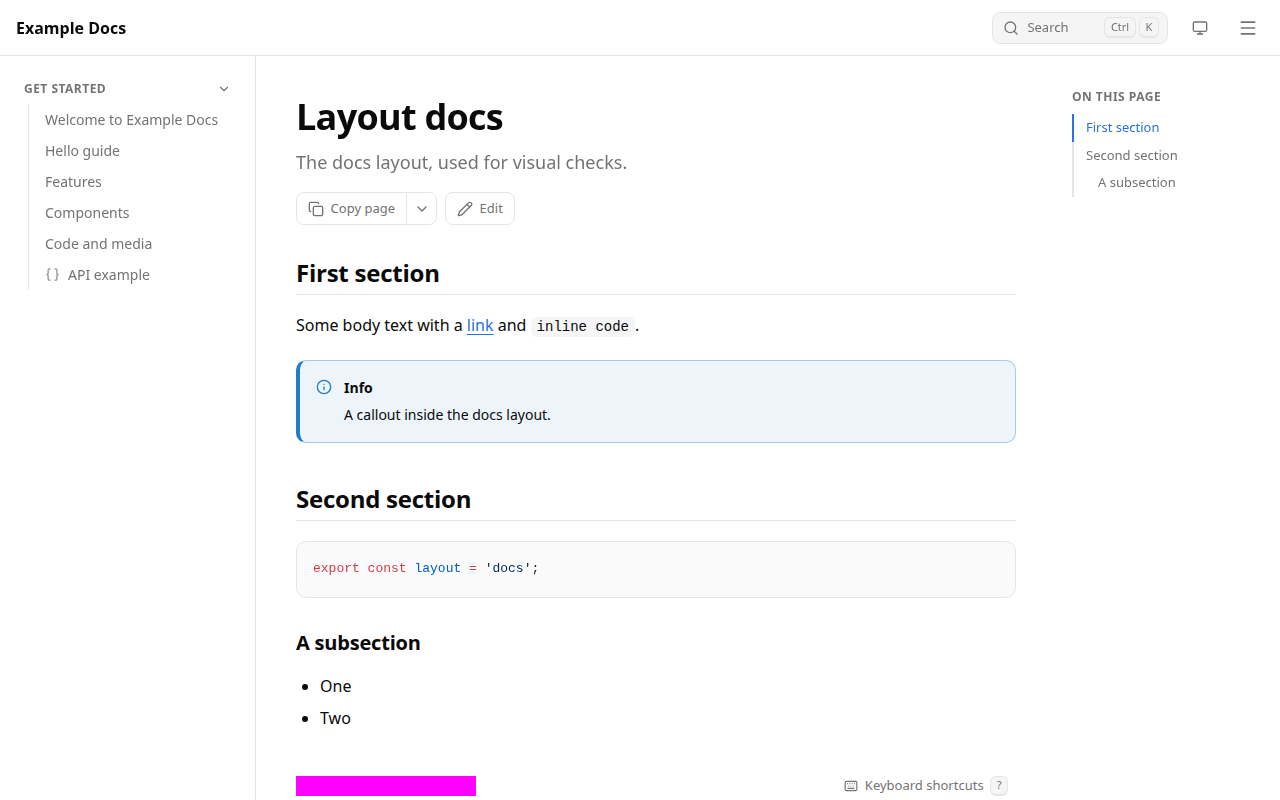 Example Docs
Search Ctrl K
GET STARTED
Welcome to Example Docs
Hello guide
Features
Components
Code and media
{ } API example
Layout docs
The docs layout, used for visual checks.
Copy page
Edit
First section
Some body text with a link and inline code.
Info
A callout inside the docs layout.
Second section
export const layout = 'docs';
A subsection
• One
• Two
Keyboard shortcuts ?
ON THIS PAGE
First section
Second section
A subsection